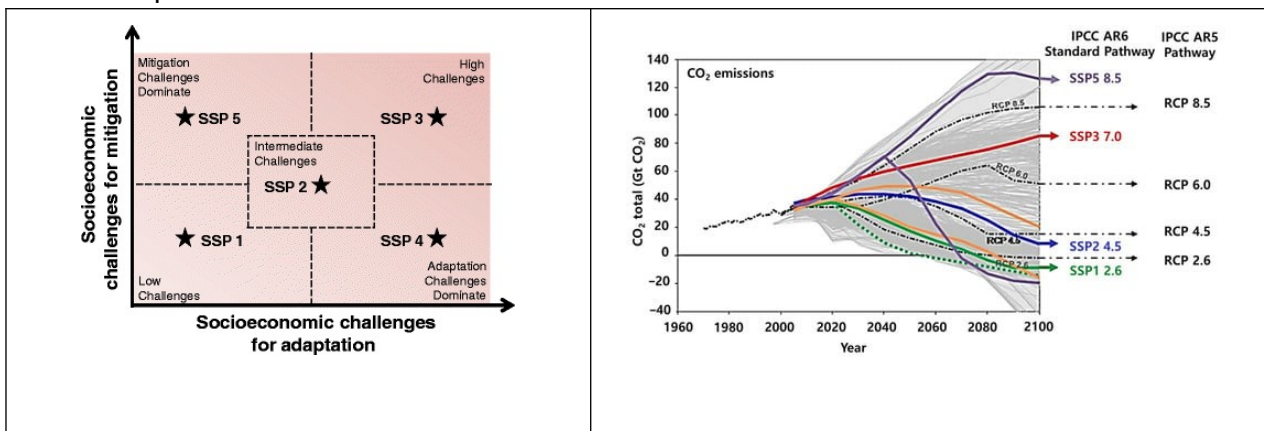 Mitigation
Challenges
Dominate
High
Challenges
SSP 5
SSP 3
Intermediate
Challenges
SSP 2
SSP 1
SSP 4
Low
Challenges
Adaptation
Challenges
Dominate
Socioeconomic
challenges for mitigation
Socioeconomic challenges
for adaptation
IPCC AR6
Standard Pathway
IPCC AR5
Pathway
CO2 emissions
CO2 total (Gt CO2)
140
120
100
80
60
40
20
0
−20
−40
1960
1980
2000
2020
2040
2060
2080
2100
Year
RCP 8.5
RCP 6.0
RCP 4.5
RCP 2.6
SSP5 8.5
RCP 8.5
SSP3 7.0
RCP 6.0
RCP 4.5
SSP2 4.5
RCP 2.6
SSP1 2.6